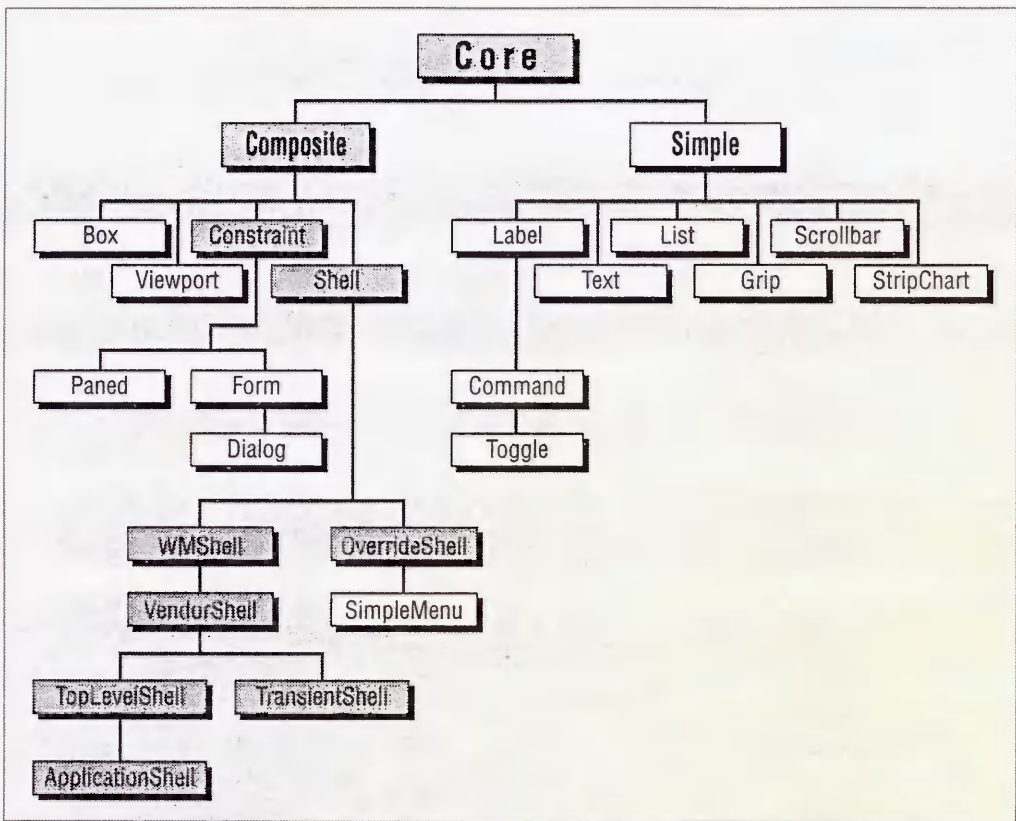 Core
Composite
Simple
Box
Constraint
Label
List
Scrollbar
Viewport
Shell
Text
Grip
StripChart
Paned
Form
Command
Dialog
Toggle
WMShell
OverrideShell
VendorShell
SimpleMenu
TopLevelShell
TransientShell
ApplicationShell